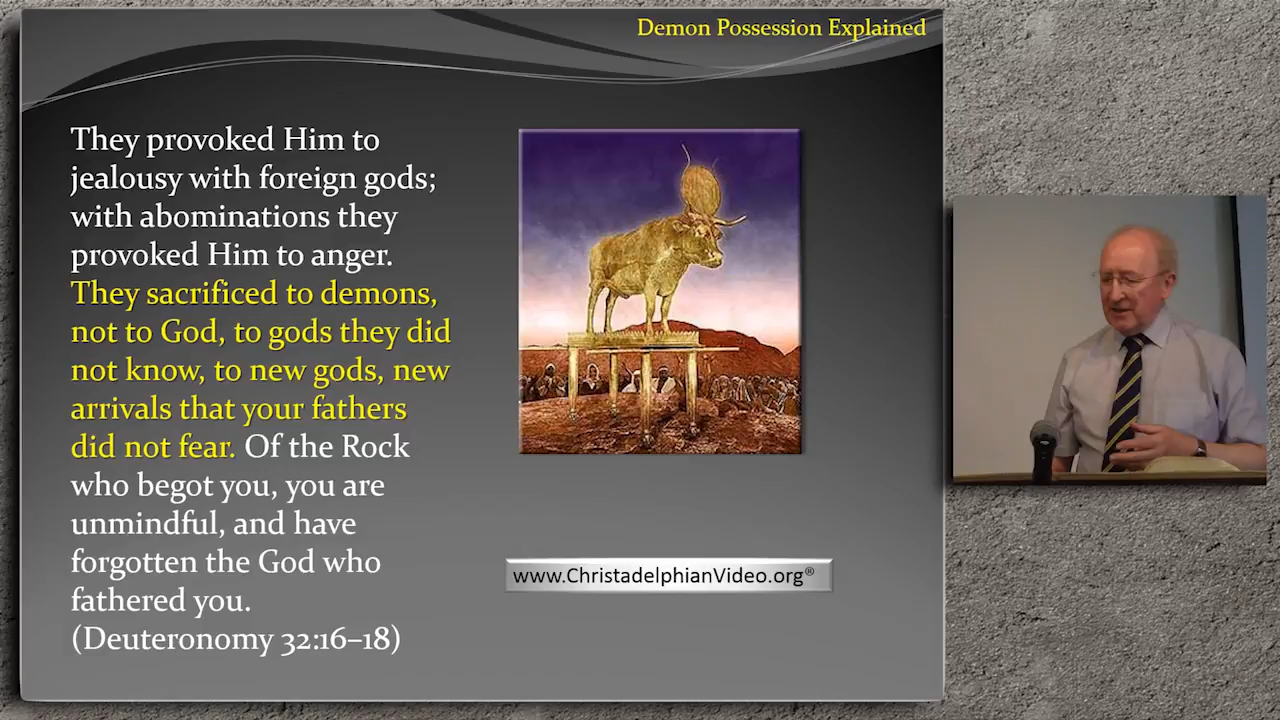 Demon Possession Explained
They provoked Him to
jealousy with foreign gods;
with abominations they
provoked Him to anger.
They sacrificed to demons,
not to God, to gods they did
not know, to new gods, new
arrivals that your fathers
did not fear. Of the Rock
who begot you, you are
unmindful, and have
forgotten the God who
fathered you.
(Deuteronomy 32:16–18)
www.ChristadelphianVideo.org®